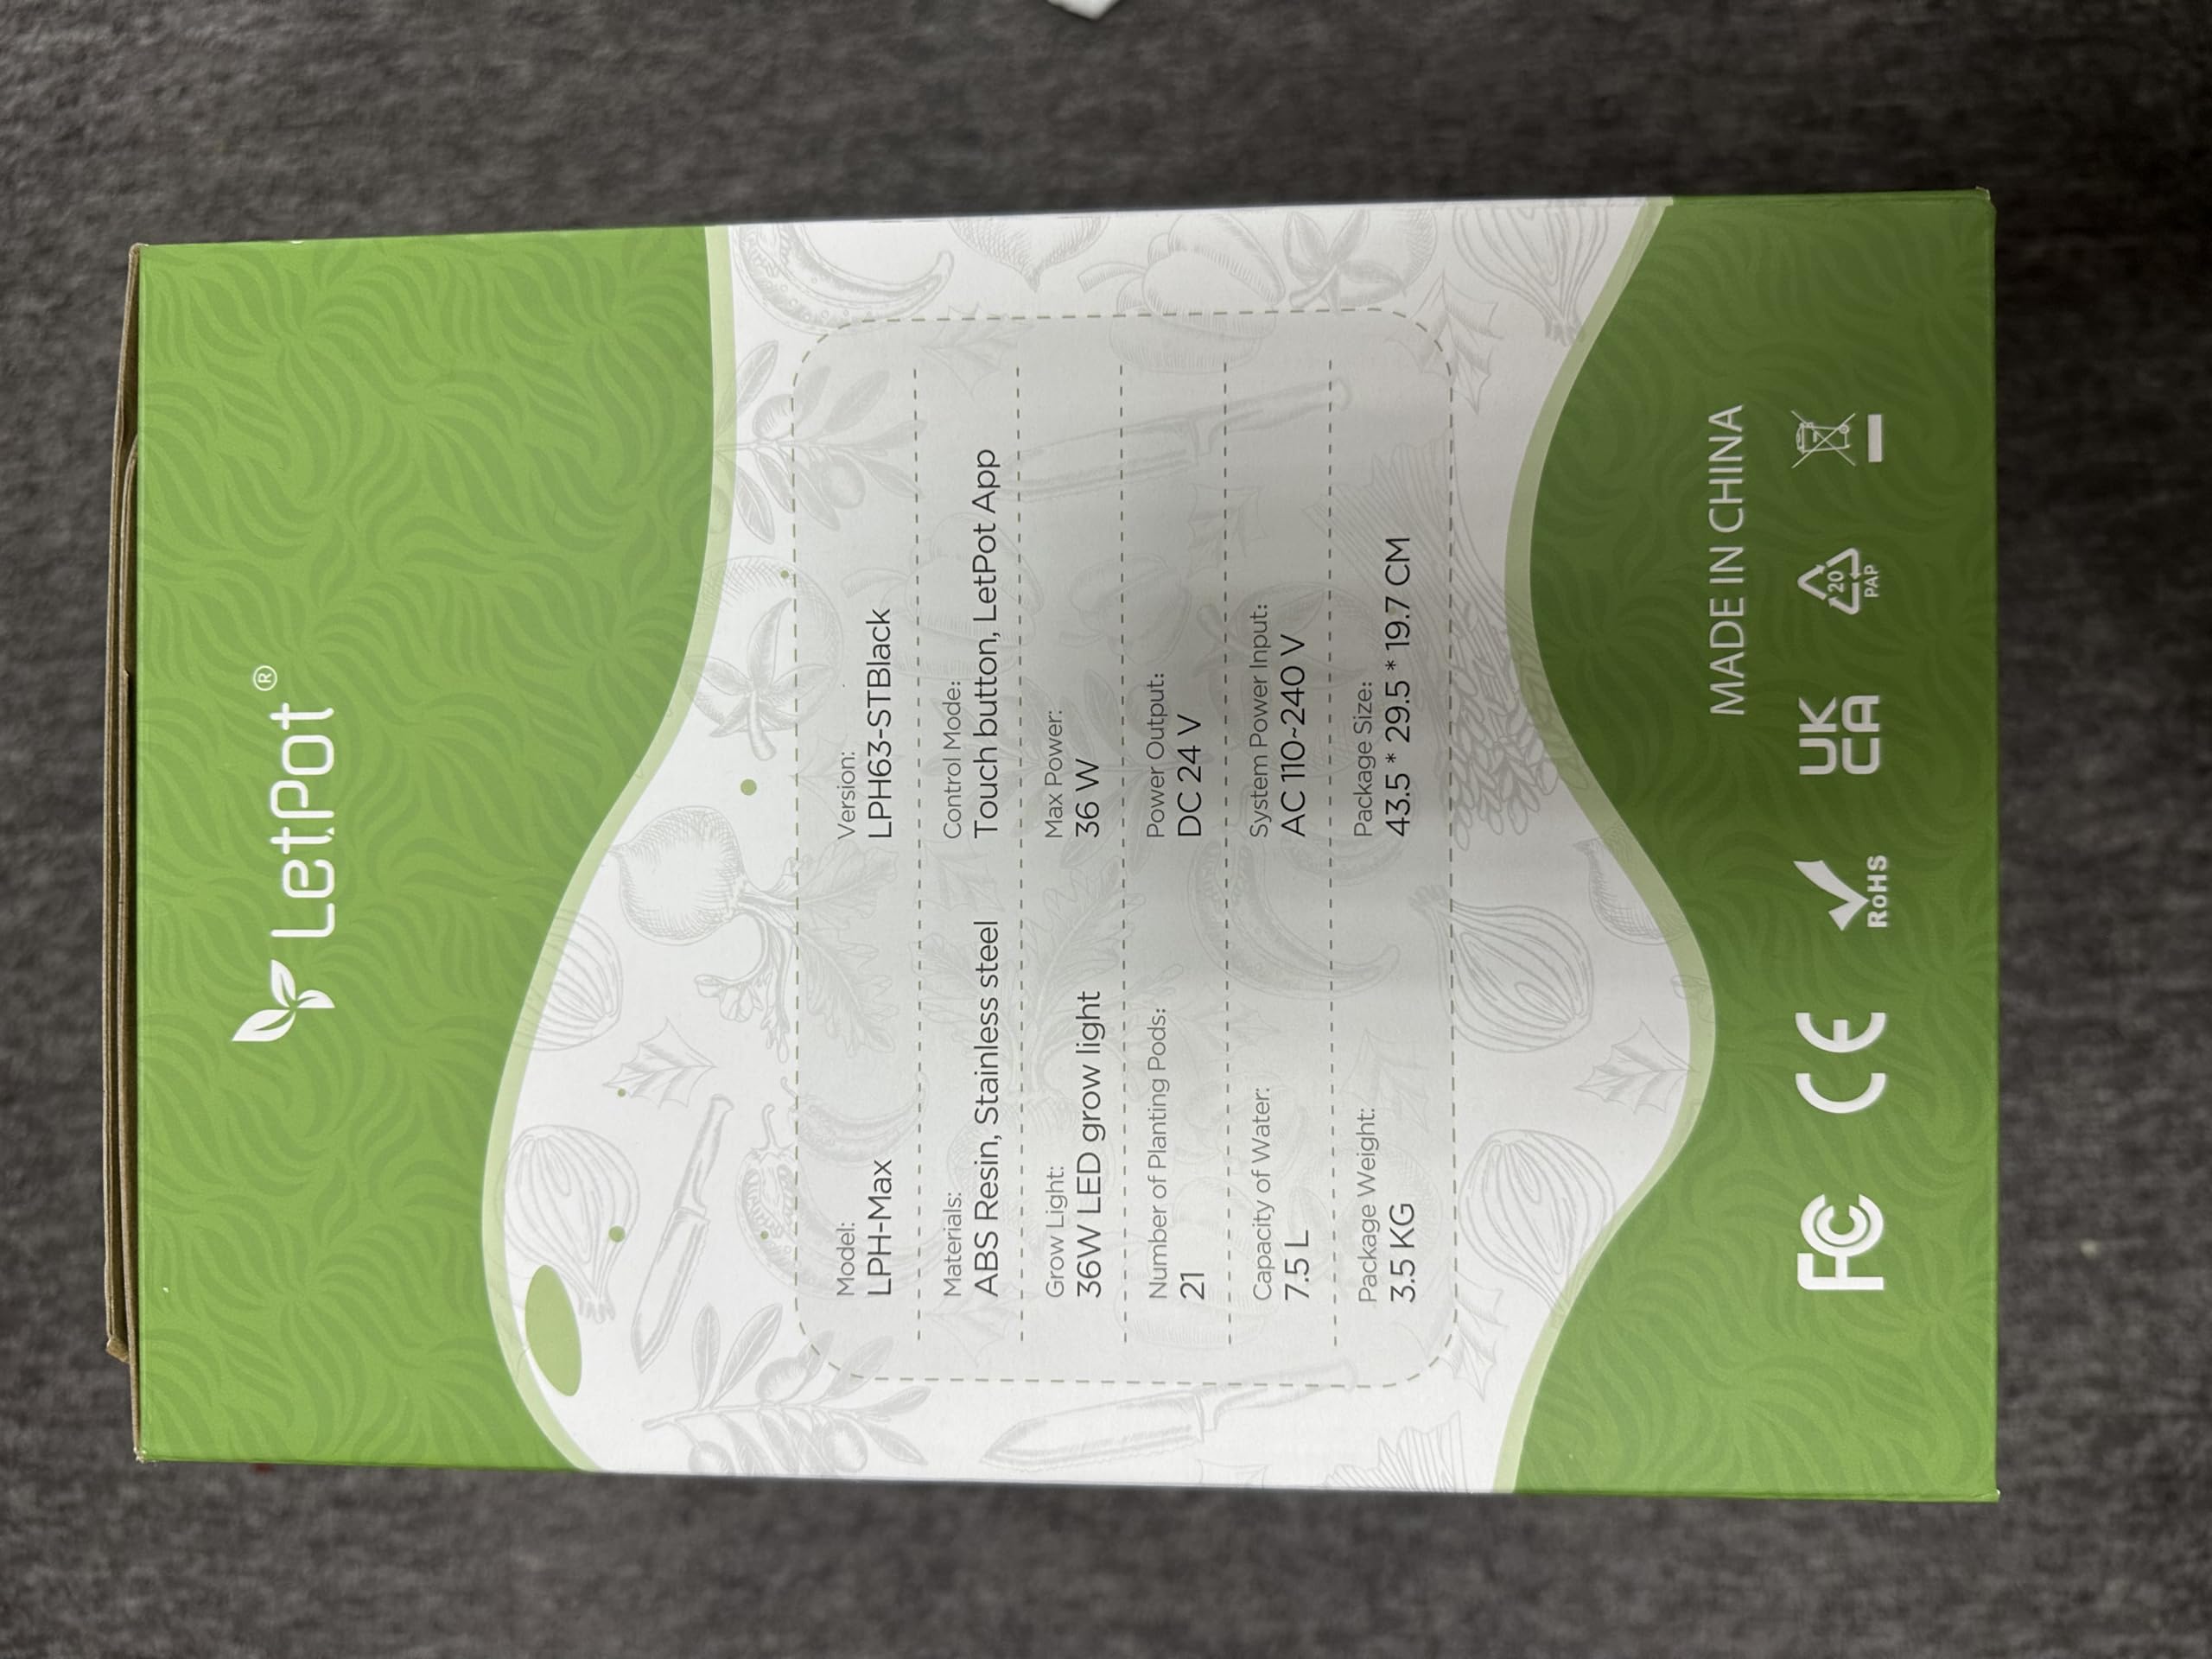 LetPot®
Model: Version:
LPH-Max LPH63-STBlack
Materials: Control Mode:
ABS Resin, Stainless steel Touch button, LetPot App
Grow Light: Max Power:
36W LED grow light 36 W
Number of Planting Pods: Power Output:
21 DC 24 V
Capacity of Water: System Power Input:
7.5 L AC 110~240 V
Package Weight: Package Size:
3.5 KG 43.5 * 29.5 * 19.7 CM
MADE IN CHINA
FC CE RoHS UK CA 20 PAP